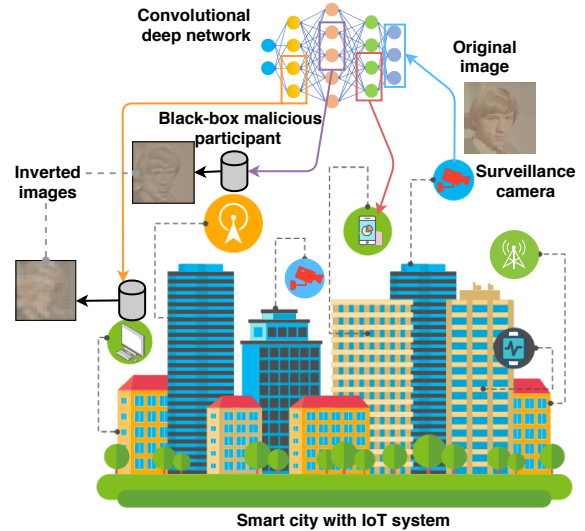 Convolutional
deep network
Original
image
Black-box malicious
participant
Inverted
images
Surveillance
camera
Smart city with IoT system